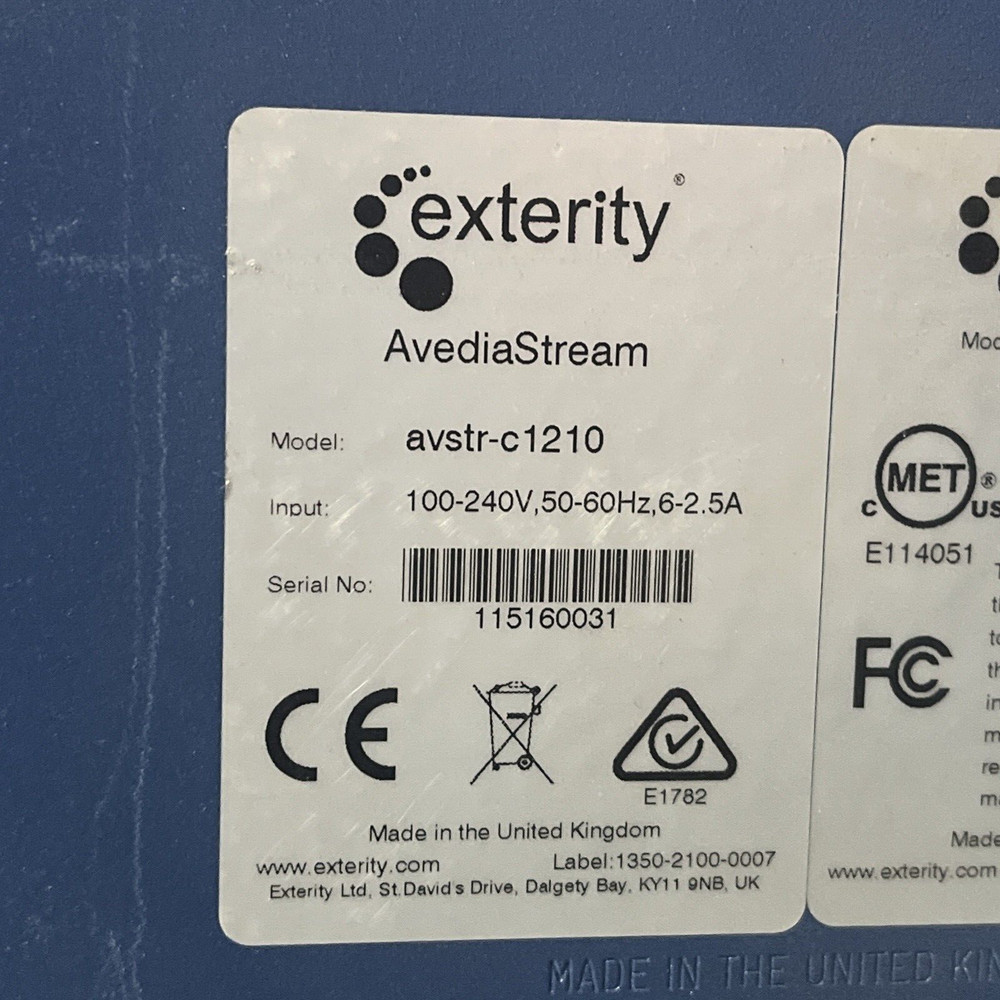 exterity®
AvediaStream
Model: avstr-c1210
Input: 100-240V,50-60Hz,6-2.5A
Serial No:
115160031
CE
E1782
Made in the United Kingdom
www.exterity.com Label:1350-2100-0007
Exterity Ltd, St.David's Drive, Dalgety Bay, KY11 9NB, UK
c MET® US
E114051
FC
Made
www.exterity.com
MADE IN THE UNITED